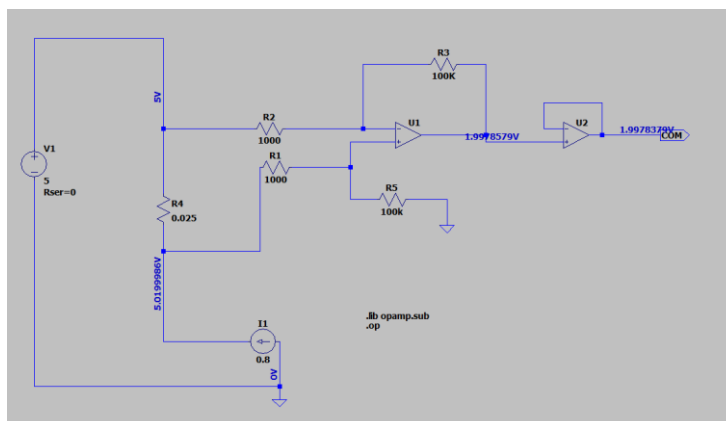 R3
100K
5V
R2
1000
U1
1.9978579V
U2
1.9978379V
COM
V1
5
Rser=0
R1
1000
R5
100k
R4
0.025
5.0199986V
.lib opamp.sub
.op
I1
0.8
0V